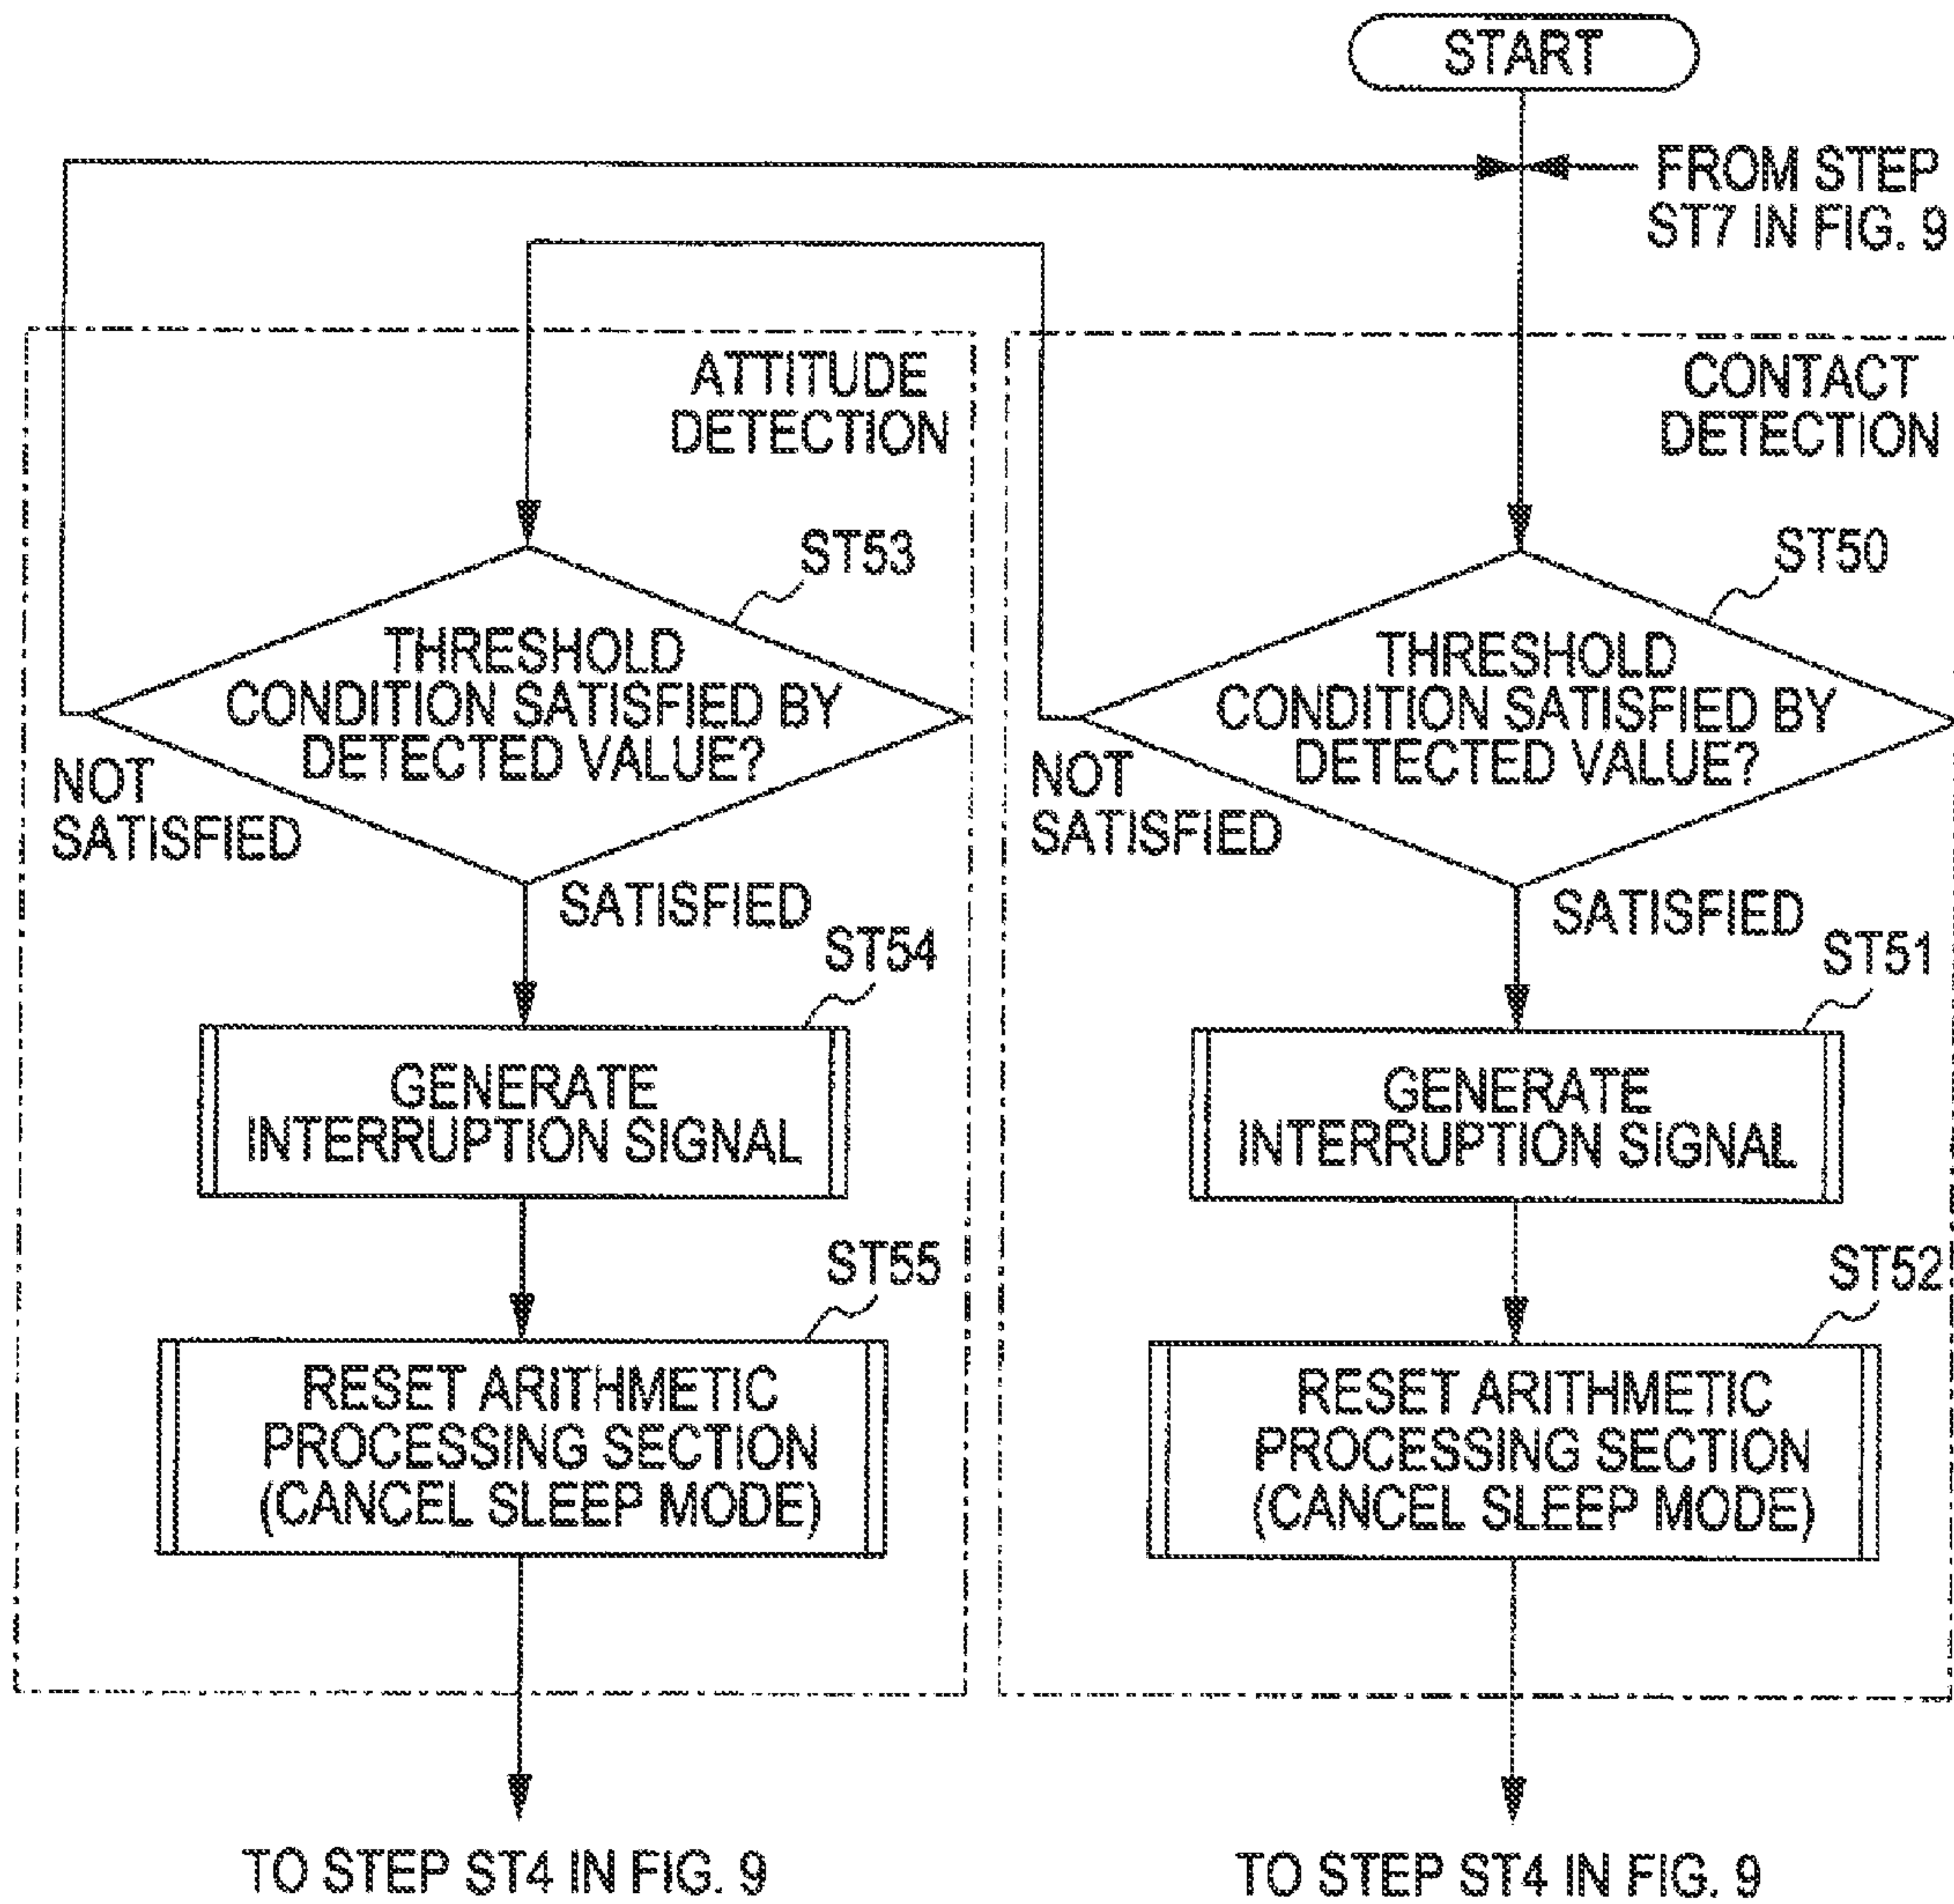 START
FROM STEP
ST7 IN FIG. 9
ATTITUDE
DETECTION
CONTACT
DETECTION
ST53
ST50
THRESHOLD
CONDITION SATISFIED BY
DETECTED VALUE?
THRESHOLD
CONDITION SATISFIED BY
DETECTED VALUE?
NOT
SATISFIED
NOT
SATISFIED
SATISFIED
SATISFIED
ST54
ST51
GENERATE
INTERRUPTION SIGNAL
GENERATE
INTERRUPTION SIGNAL
ST55
ST52
RESET ARITHMETIC
PROCESSING SECTION
(CANCEL SLEEP MODE)
RESET ARITHMETIC
PROCESSING SECTION
(CANCEL SLEEP MODE)
TO STEP ST4 IN FIG. 9
TO STEP ST4 IN FIG. 9